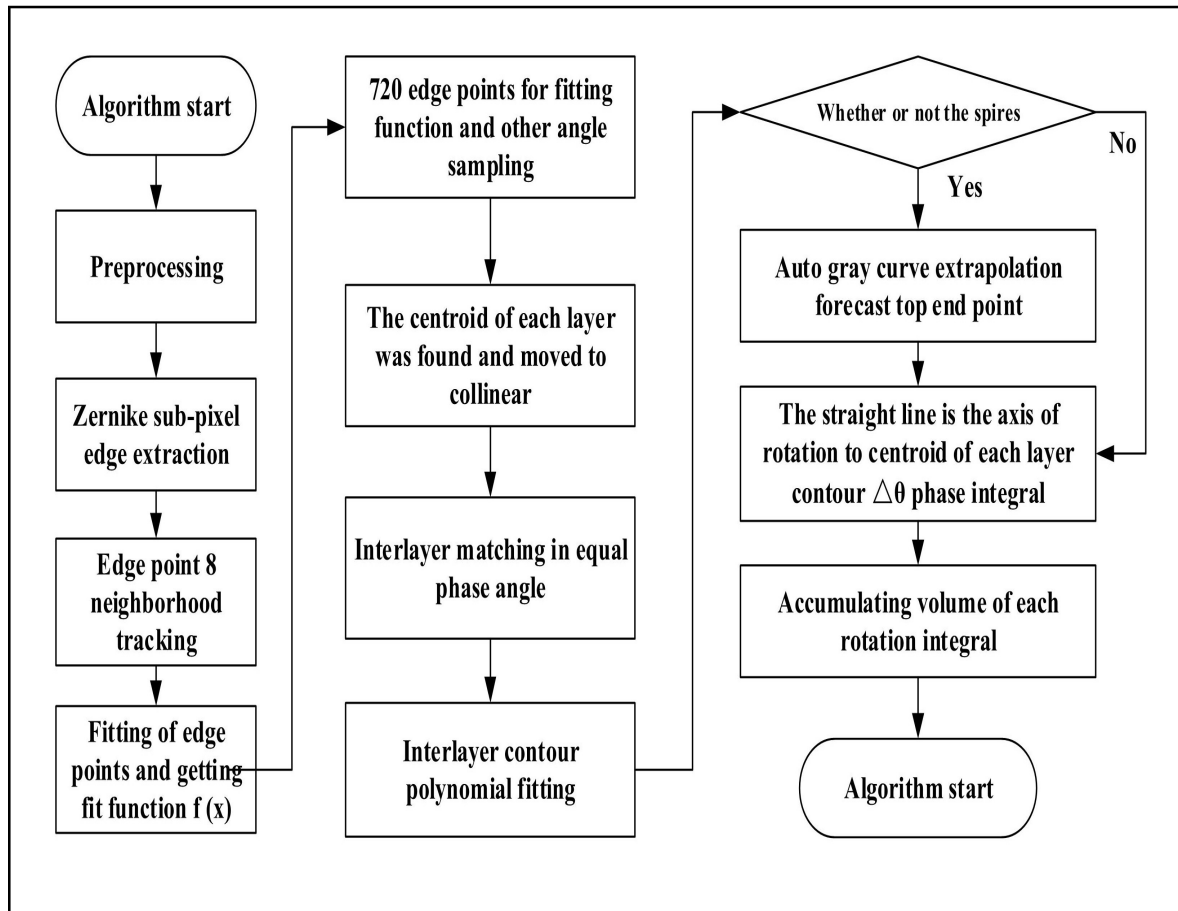 Algorithm start
Preprocessing
Zernike sub-pixel
edge extraction
Edge point 8
neighborhood
tracking
Fitting of edge
points and getting
fit function f (x)
720 edge points for fitting
function and other angle
sampling
The centroid of each layer
was found and moved to
collinear
Interlayer matching in equal
phase angle
Interlayer contour
polynomial fitting
Whether or not the spires
No
Yes
Auto gray curve extrapolation
forecast top end point
The straight line is the axis of
rotation to centroid of each layer
contour △θ phase integral
Accumulating volume of each
rotation integral
Algorithm start